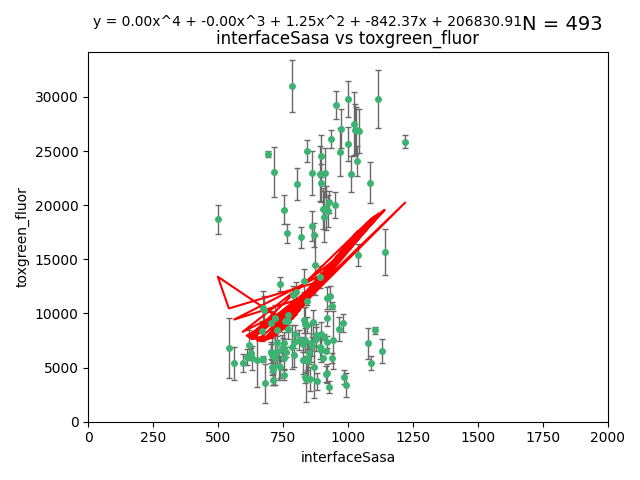 y = 0.00x^4 + -0.00x^3 + 1.25x^2 + -842.37x + 206830.91
N = 493
interfaceSasa vs toxgreen_fluor
toxgreen_fluor
30000
25000
20000
15000
10000
5000
0
0 250 500 750 1000 1250 1500 1750 2000
interfaceSasa